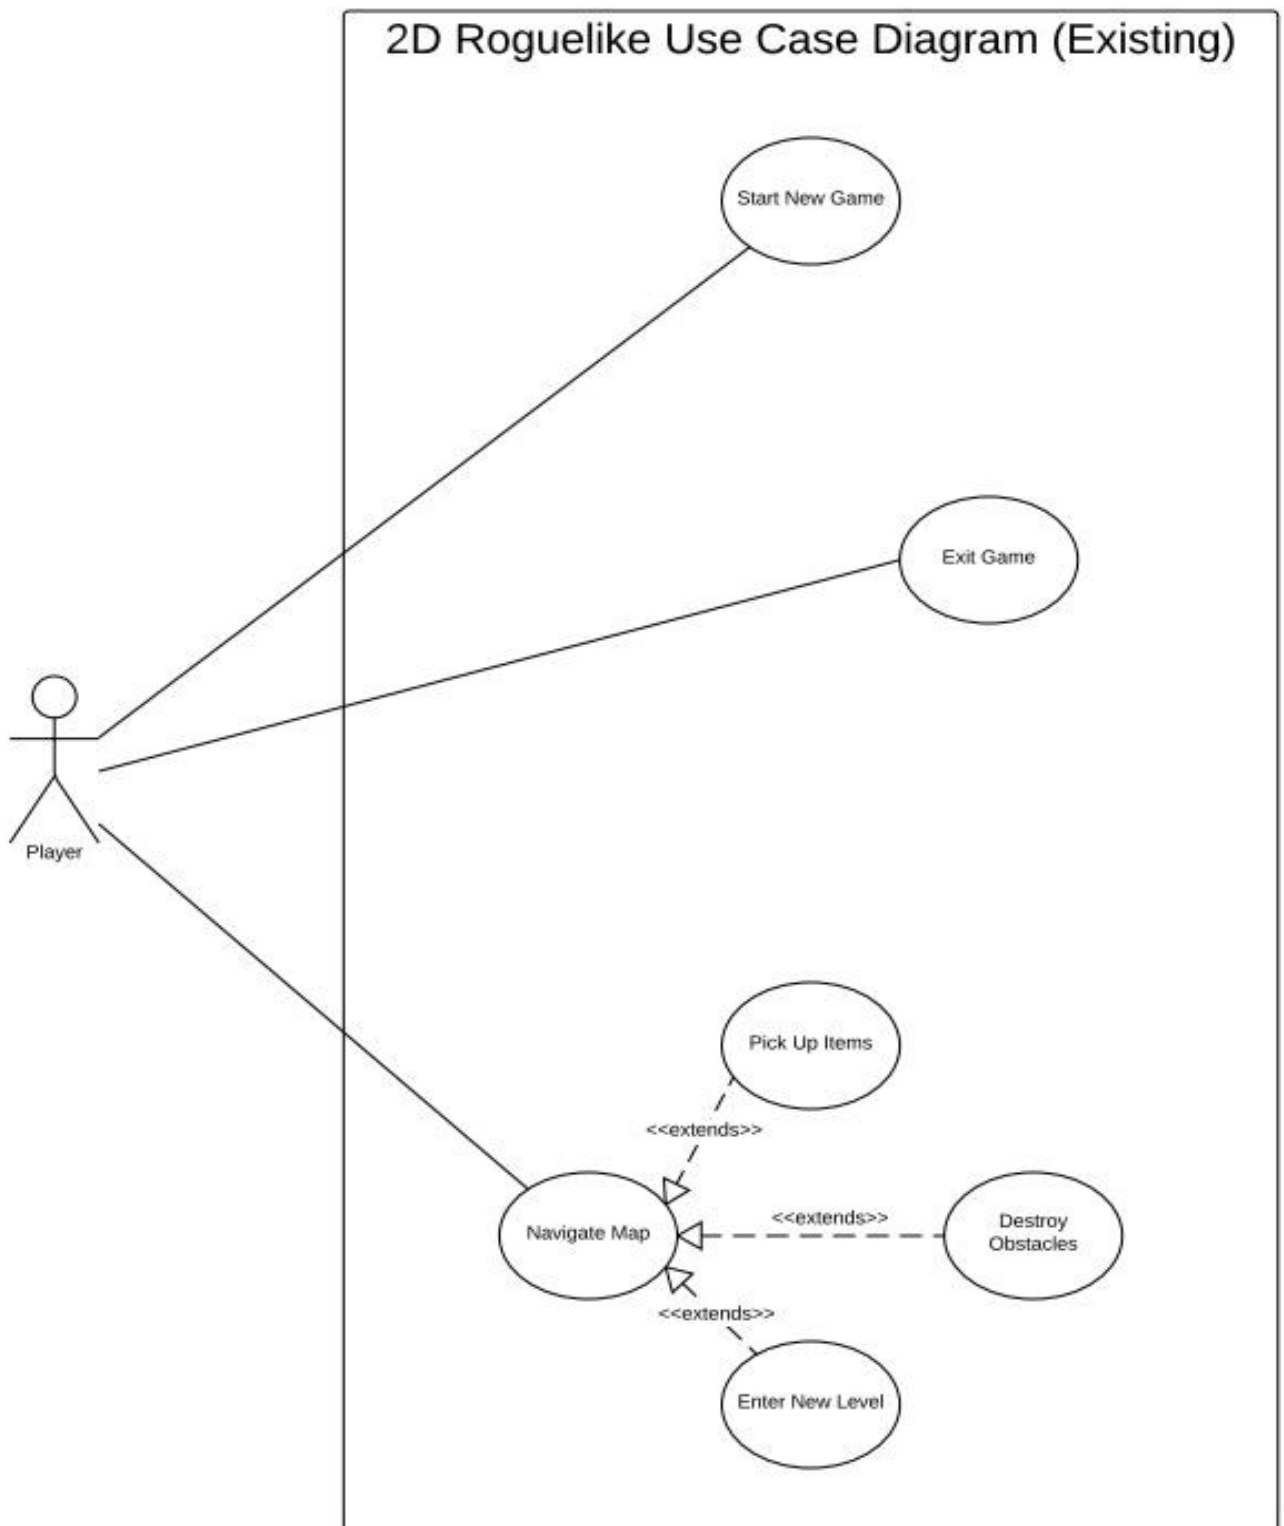 2D Roguelike Use Case Diagram (Existing)
Start New Game
Exit Game
Player
Pick Up Items
<<extends>>
Navigate Map
<<extends>>
Destroy
Obstacles
<<extends>>
Enter New Level